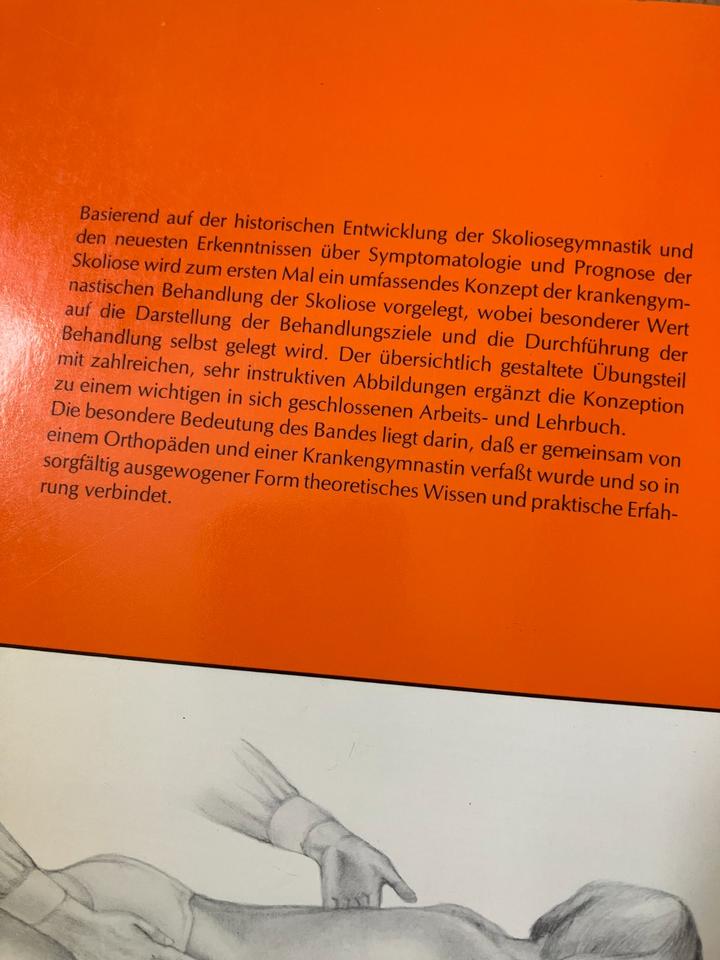 Basierend auf der historischen Entwicklung der Skoliosegymnastik und
den neuesten Erkenntnissen über Symptomatologie und Prognose der
Skoliose wird zum ersten Mal ein umfassendes Konzept der krankengym-
nastischen Behandlung der Skoliose vorgelegt, wobei besonderer Wert
auf die Darstellung der Behandlungsziele und die Durchführung der
Behandlung selbst gelegt wird. Der übersichtlich gestaltete Übungsteil
mit zahlreichen, sehr instruktiven Abbildungen ergänzt die Konzeption
zu einem wichtigen in sich geschlossenen Arbeits- und Lehrbuch.
Die besondere Bedeutung des Bandes liegt darin, daß er gemeinsam von
einem Orthopäden und einer Krankengymnastin verfaßt wurde und so in
sorgfältig ausgewogener Form theoretisches Wissen und praktische Erfah-
rung verbindet.